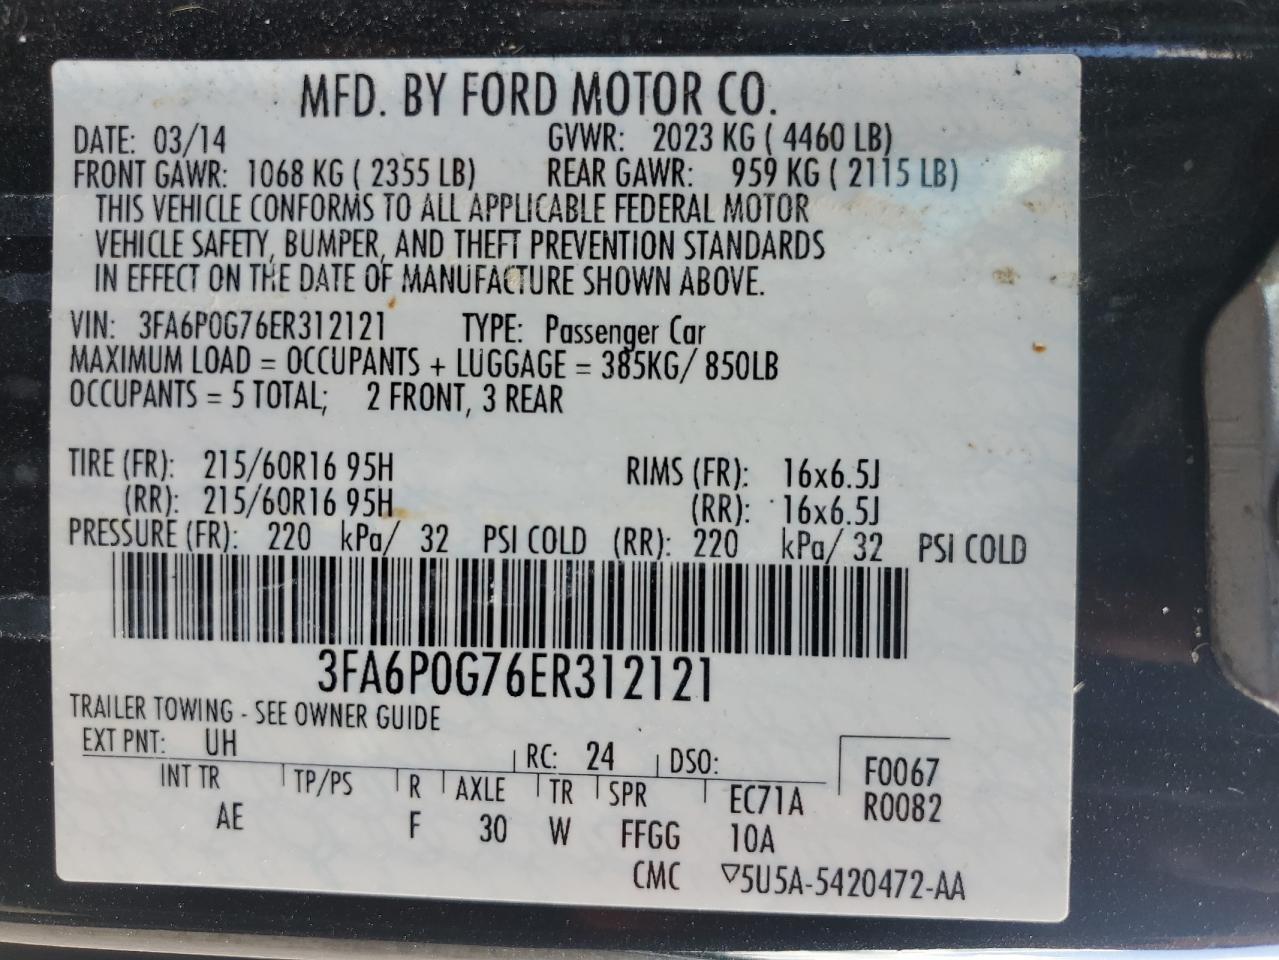 MFD. BY FORD MOTOR CO.
DATE: 03/14 GVWR: 2023 KG ( 4460 LB)
FRONT GAWR: 1068 KG ( 2355 LB) REAR GAWR: 959 KG ( 2115 LB)
THIS VEHICLE CONFORMS TO ALL APPLICABLE FEDERAL MOTOR
VEHICLE SAFETY, BUMPER, AND THEFT PREVENTION STANDARDS
IN EFFECT ON THE DATE OF MANUFACTURE SHOWN ABOVE.
VIN: 3FA6P0G76ER312121 TYPE: Passenger Car
MAXIMUM LOAD = OCCUPANTS + LUGGAGE = 385KG/ 850LB
OCCUPANTS = 5 TOTAL; 2 FRONT, 3 REAR
TIRE (FR): 215/60R16 95H RIMS (FR): 16x6.5J
(RR): 215/60R16 95H (RR): 16x6.5J
PRESSURE (FR): 220 kPa/ 32 PSI COLD (RR): 220 kPa/ 32 PSI COLD
3FA6P0G76ER312121
TRAILER TOWING - SEE OWNER GUIDE
EXT PNT: UH RC: 24 DSO: F0067
INT TR TP/PS R AXLE TR SPR EC71A R0082
AE F 30 W FFGG 10A
CMC ▽5U5A-5420472-AA